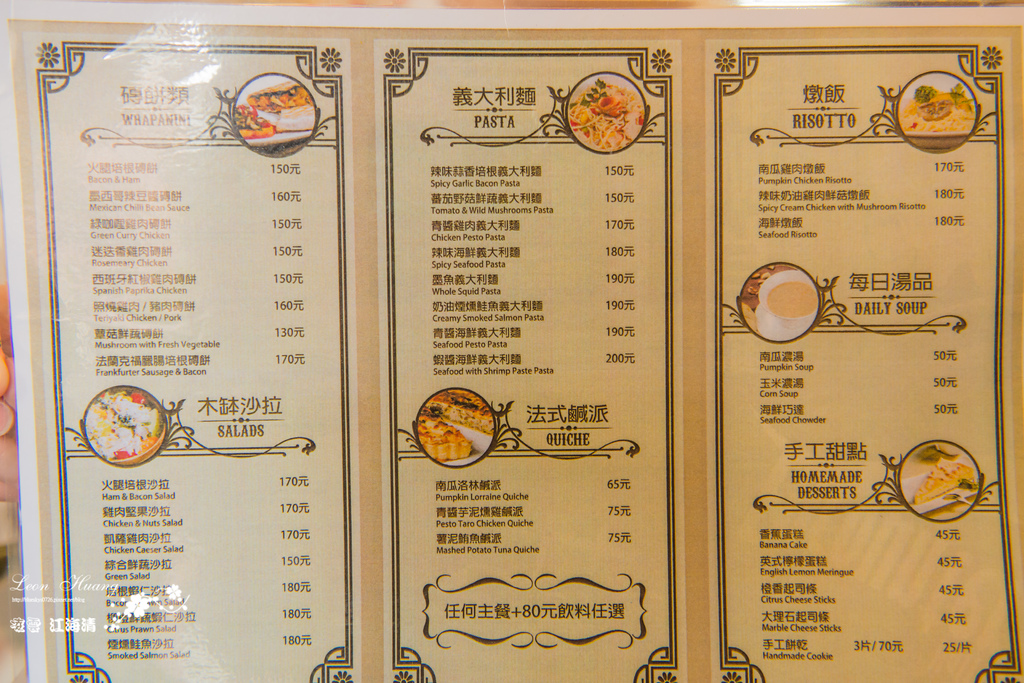 磚餅類
WRAPANINI
火腿培根磚餅 150元
Bacon & Ham
墨西哥辣豆醬磚餅 160元
Mexican Chilli Bean Sauce
綠咖哩雞肉磚餅 150元
Green Curry Chicken
迷迭香雞肉磚餅 150元
Rosemeary Chicken
西班牙紅椒雞肉磚餅 150元
Spanish Paprika Chicken
照燒雞肉 / 豬肉磚餅 160元
Teriyaki Chicken / Pork
蘑菇鮮蔬磚餅 130元
Mushroom with Fresh Vegetable
法蘭克福臘腸培根磚餅 170元
Frankfurter Sausage & Bacon
木缽沙拉
SALADS
火腿培根沙拉 170元
Ham & Bacon Salad
雞肉堅果沙拉 170元
Chicken & Nuts Salad
凱薩雞肉沙拉 170元
Chicken Caeser Salad
綜合鮮蔬沙拉 150元
Green Salad
培根蝦仁沙拉 180元
Bacon Prawn Salad
鮮蔬蝦仁沙拉 180元
Citrus Prawn Salad
煙燻鮭魚沙拉 180元
Smoked Salmon Salad
Leon Huang
江海清
義大利麵
PASTA
辣味蒜香培根義大利麵 150元
Spicy Garlic Bacon Pasta
蕃茄野菇鮮蔬義大利麵 150元
Tomato & Wild Mushrooms Pasta
青醬雞肉義大利麵 170元
Chicken Pesto Pasta
辣味海鮮義大利麵 180元
Spicy Seafood Pasta
墨魚義大利麵 190元
Whole Squid Pasta
奶油煙燻鮭魚義大利麵 190元
Creamy Smoked Salmon Pasta
青醬海鮮義大利麵 190元
Seafood Pesto Pasta
蝦醬海鮮義大利麵 200元
Seafood with Shrimp Paste Pasta
法式鹹派
QUICHE
南瓜洛林鹹派 65元
Pumpkin Lorraine Quiche
青醬芋泥燻雞鹹派 75元
Pesto Taro Chicken Quiche
薯泥鮪魚鹹派 75元
Mashed Potato Tuna Quiche
任何主餐+80元飲料任選
燉飯
RISOTTO
南瓜雞肉燉飯 170元
Pumpkin Chicken Risotto
辣味奶油雞肉鮮菇燉飯 180元
Spicy Cream Chicken with Mushroom Risotto
海鮮燉飯 180元
Seafood Risotto
每日湯品
DAILY SOUP
南瓜濃湯 50元
Pumpkin Soup
玉米濃湯 50元
Corn Soup
海鮮巧達 50元
Seafood Chowder
手工甜點
HOMEMADE
DESSERTS
香蕉蛋糕 45元
Banana Cake
英式檸檬蛋糕 45元
English Lemon Meringue
橙香起司條 45元
Citrus Cheese Sticks
大理石起司條 45元
Marble Cheese Sticks
手工餅乾 3片/ 70元 25/片
Handmade Cookie